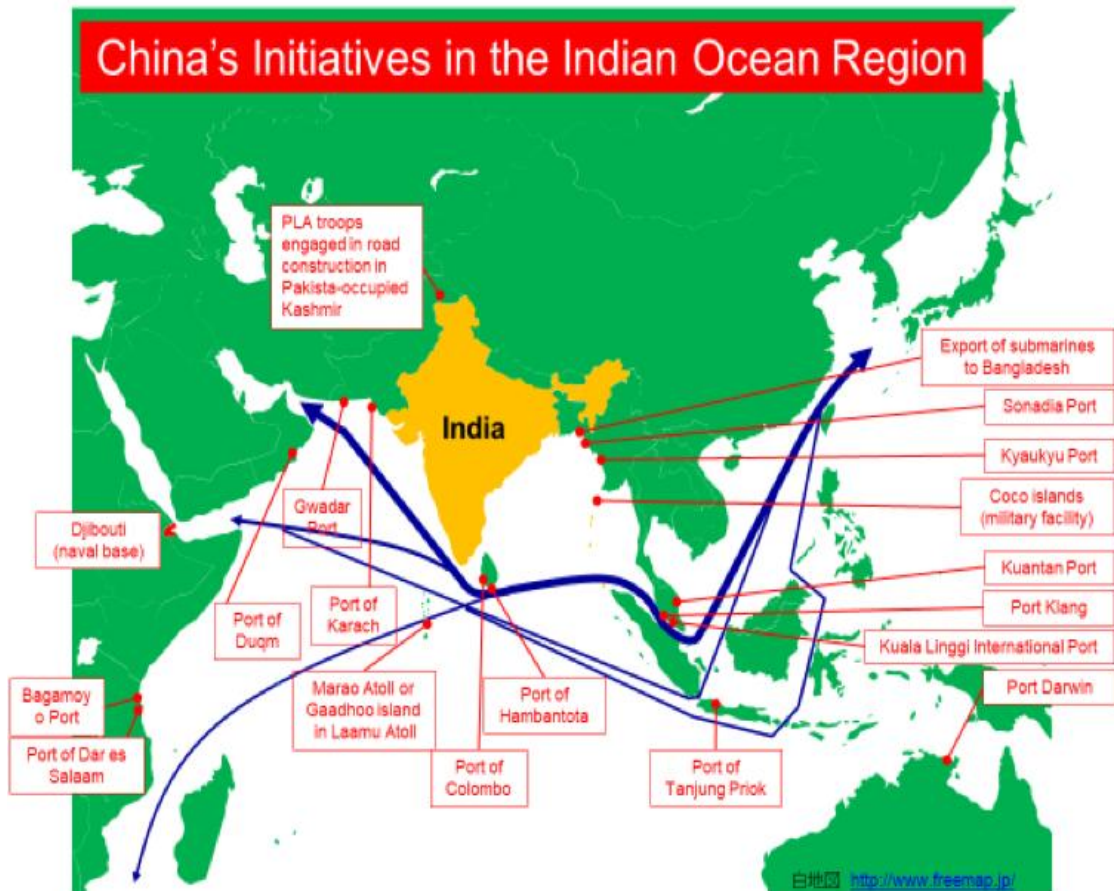 China's Initiatives in the Indian Ocean Region
PLA troops
engaged in road
construction in
Pakista-occupied
Kashmir
Export of submarines
to Bangladesh
Sonadia Port
India
Kyaukyu Port
Gwadar
Port
Coco islands
(military facility)
Djibouti
(naval base)
Kuantan Port
Port of
Karach
Port of
Duqm
Port Klang
Kuala Linggi International Port
Bagamoy
o Port
Marao Atoll or
Gaadhoo island
in Laamu Atoll
Port of
Hambantota
Port Darwin
Port of Dar es
Salaam
Port of
Colombo
Port of
Tanjung Priok
白地図 http://www.freemap.jp/